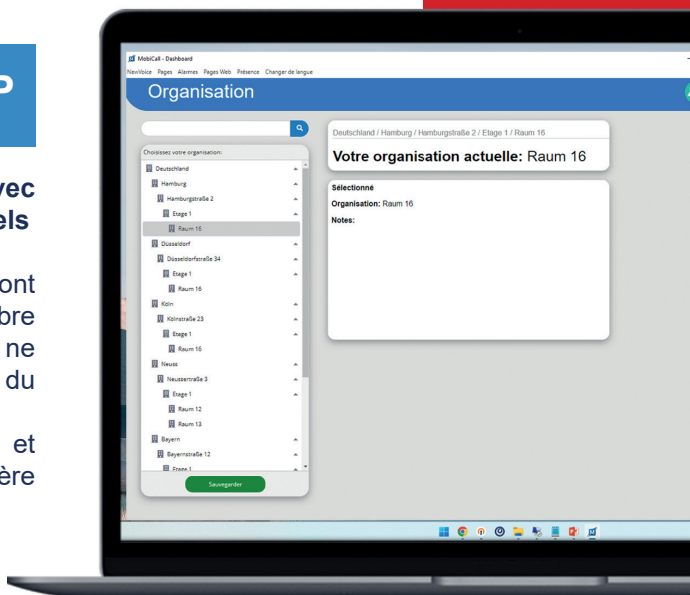 P
vec
els
ont
bre
ne
du
et
ère
MobiCall - Dashboard
NewVoice Pages Alarmes Pages Web Présence Changer de langue
Organisation
Choisissez votre organisation:
Deutschland
Hamburg
Hamburgstraße 2
Etage 1
Raum 16
Düsseldorf
Düsseldorfstraße 34
Etage 1
Raum 16
Köln
Kölnstraße 23
Etage 1
Raum 16
Neuss
Neussertraße 3
Etage 1
Raum 12
Raum 13
Bayern
Bayernstraße 12
Etage 1
Sauvegarder
Deutschland / Hamburg / Hamburgstraße 2 / Etage 1 / Raum 16
Votre organisation actuelle: Raum 16
Sélectionné
Organisation: Raum 16
Notes: